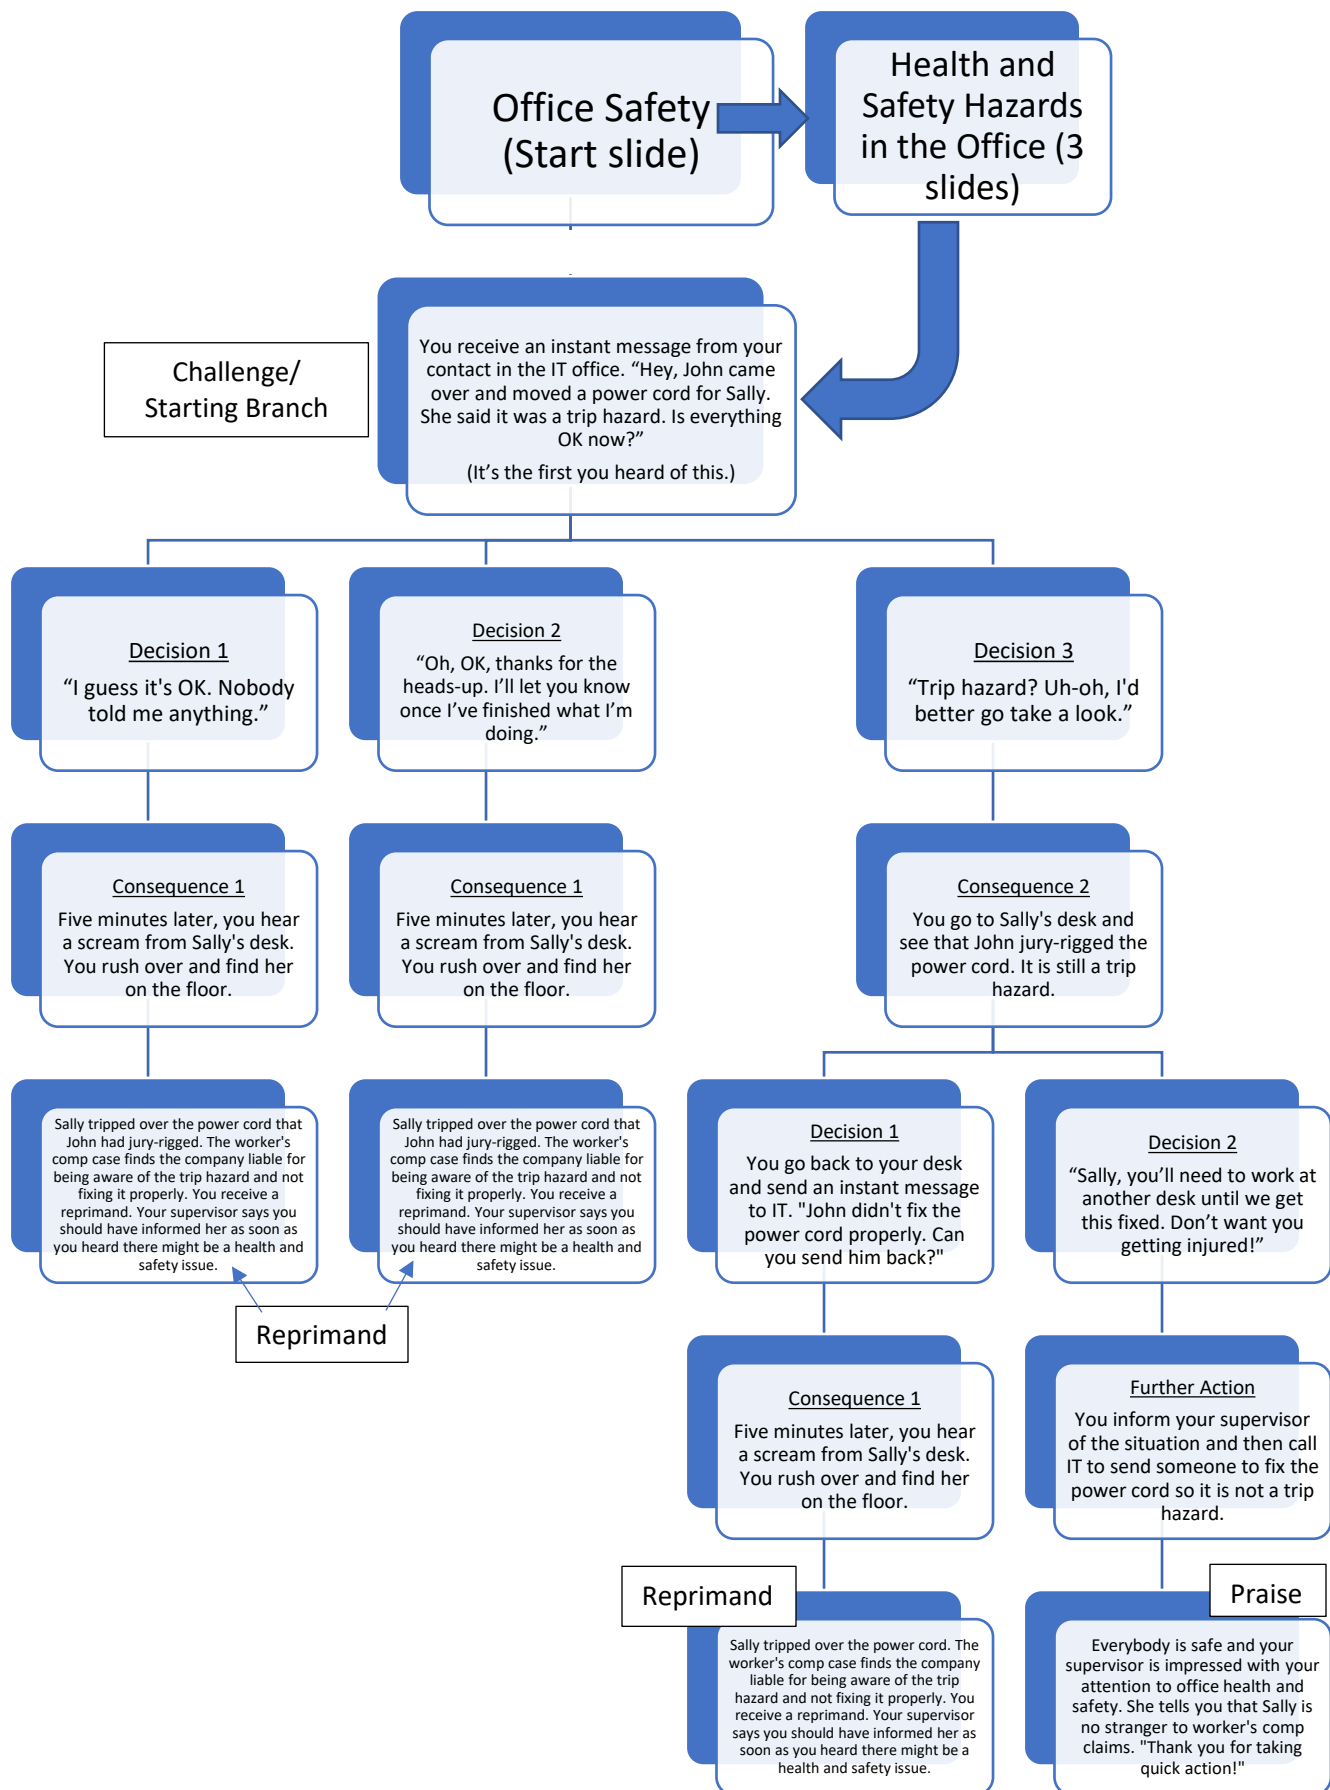 Office Safety
(Start slide)
Health and
Safety Hazards
in the Office (3
slides)
Challenge/
Starting Branch
You receive an instant message from your
contact in the IT office. “Hey, John came
over and moved a power cord for Sally.
She said it was a trip hazard. Is everything
OK now?”
(It’s the first you heard of this.)
Decision 1
“I guess it's OK. Nobody
told me anything.”
Decision 2
“Oh, OK, thanks for the
heads-up. I’ll let you know
once I’ve finished what I’m
doing.”
Decision 3
“Trip hazard? Uh-oh, I'd
better go take a look.”
Consequence 1
Five minutes later, you hear
a scream from Sally's desk.
You rush over and find her
on the floor.
Consequence 1
Five minutes later, you hear
a scream from Sally's desk.
You rush over and find her
on the floor.
Consequence 2
You go to Sally's desk and
see that John jury-rigged the
power cord. It is still a trip
hazard.
Sally tripped over the power cord that
John had jury-rigged. The worker's
comp case finds the company liable for
being aware of the trip hazard and not
fixing it properly. You receive a
reprimand. Your supervisor says you
should have informed her as soon as
you heard there might be a health and
safety issue.
Sally tripped over the power cord that
John had jury-rigged. The worker's
comp case finds the company liable for
being aware of the trip hazard and not
fixing it properly. You receive a
reprimand. Your supervisor says you
should have informed her as soon as
you heard there might be a health and
safety issue.
Reprimand
Decision 1
You go back to your desk
and send an instant message
to IT. "John didn't fix the
power cord properly. Can
you send him back?"
Decision 2
“Sally, you’ll need to work at
another desk until we get
this fixed. Don’t want you
getting injured!”
Consequence 1
Five minutes later, you hear
a scream from Sally's desk.
You rush over and find her
on the floor.
Further Action
You inform your supervisor
of the situation and then call
IT to send someone to fix the
power cord so it is not a trip
hazard.
Reprimand
Sally tripped over the power cord. The
worker's comp case finds the company
liable for being aware of the trip
hazard and not fixing it properly. You
receive a reprimand. Your supervisor
says you should have informed her as
soon as you heard there might be a
health and safety issue.
Praise
Everybody is safe and your
supervisor is impressed with your
attention to office health and
safety. She tells you that Sally is
no stranger to worker's comp
claims. "Thank you for taking
quick action!"